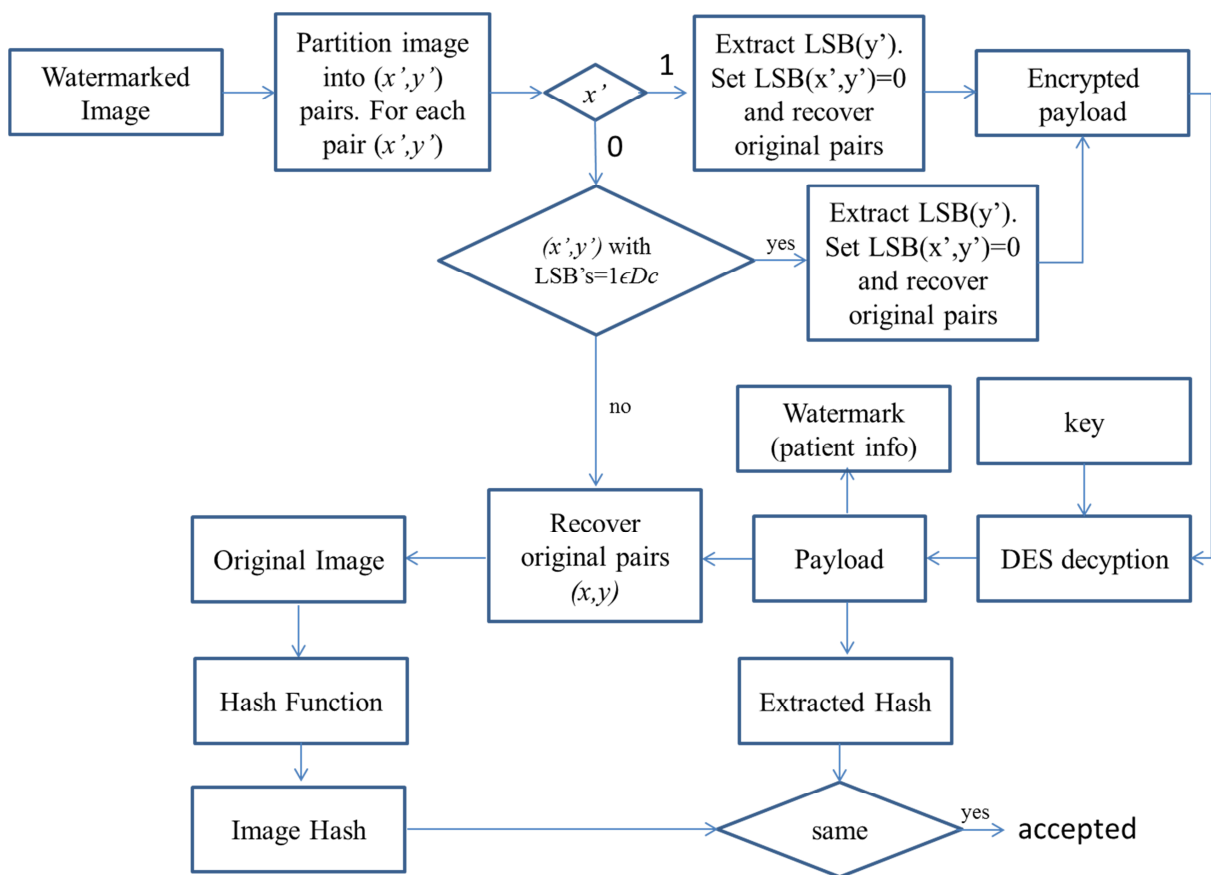 Watermarked
Image
Partition image
into (x’,y’)
pairs. For each
pair (x’,y’)
x’
1
0
Extract LSB(y’).
Set LSB(x’,y’)=0
and recover
original pairs
Encrypted
payload
(x’,y’) with
LSB’s=1ϵDc
yes
Extract LSB(y’).
Set LSB(x’,y’)=0
and recover
original pairs
no
Watermark
(patient info)
key
Original Image
Recover
original pairs
(x,y)
Payload
DES decyption
Hash Function
Extracted Hash
Image Hash
same
yes
accepted